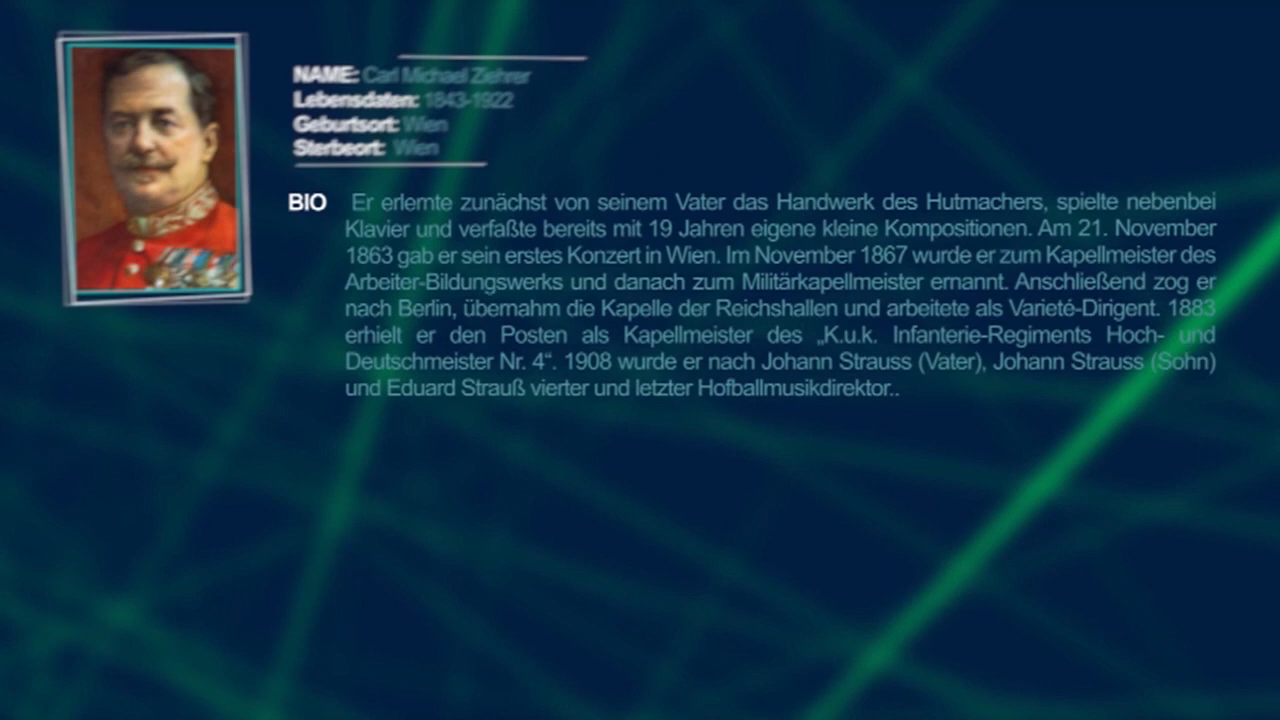 NAME: Carl Michael Ziehrer
Lebensdaten: 1843-1922
Geburtsort: Wien
Sterbeort: Wien
BIO Er erlernte zunächst von seinem Vater das Handwerk des Hutmachers, spielte nebenbei
Klavier und verfaßte bereits mit 19 Jahren eigene kleine Kompositionen. Am 21. November
1863 gab er sein erstes Konzert in Wien. Im November 1867 wurde er zum Kapellmeister des
Arbeiter-Bildungswerks und danach zum Militärkapellmeister ernannt. Anschließend zog er
nach Berlin, übernahm die Kapelle der Reichshallen und arbeitete als Varieté-Dirigent. 1883
erhielt er den Posten als Kapellmeister des „K.u.k. Infanterie-Regiments Hoch- und
Deutschmeister Nr. 4“. 1908 wurde er nach Johann Strauss (Vater), Johann Strauss (Sohn)
und Eduard Strauß vierter und letzter Hofballmusikdirektor..